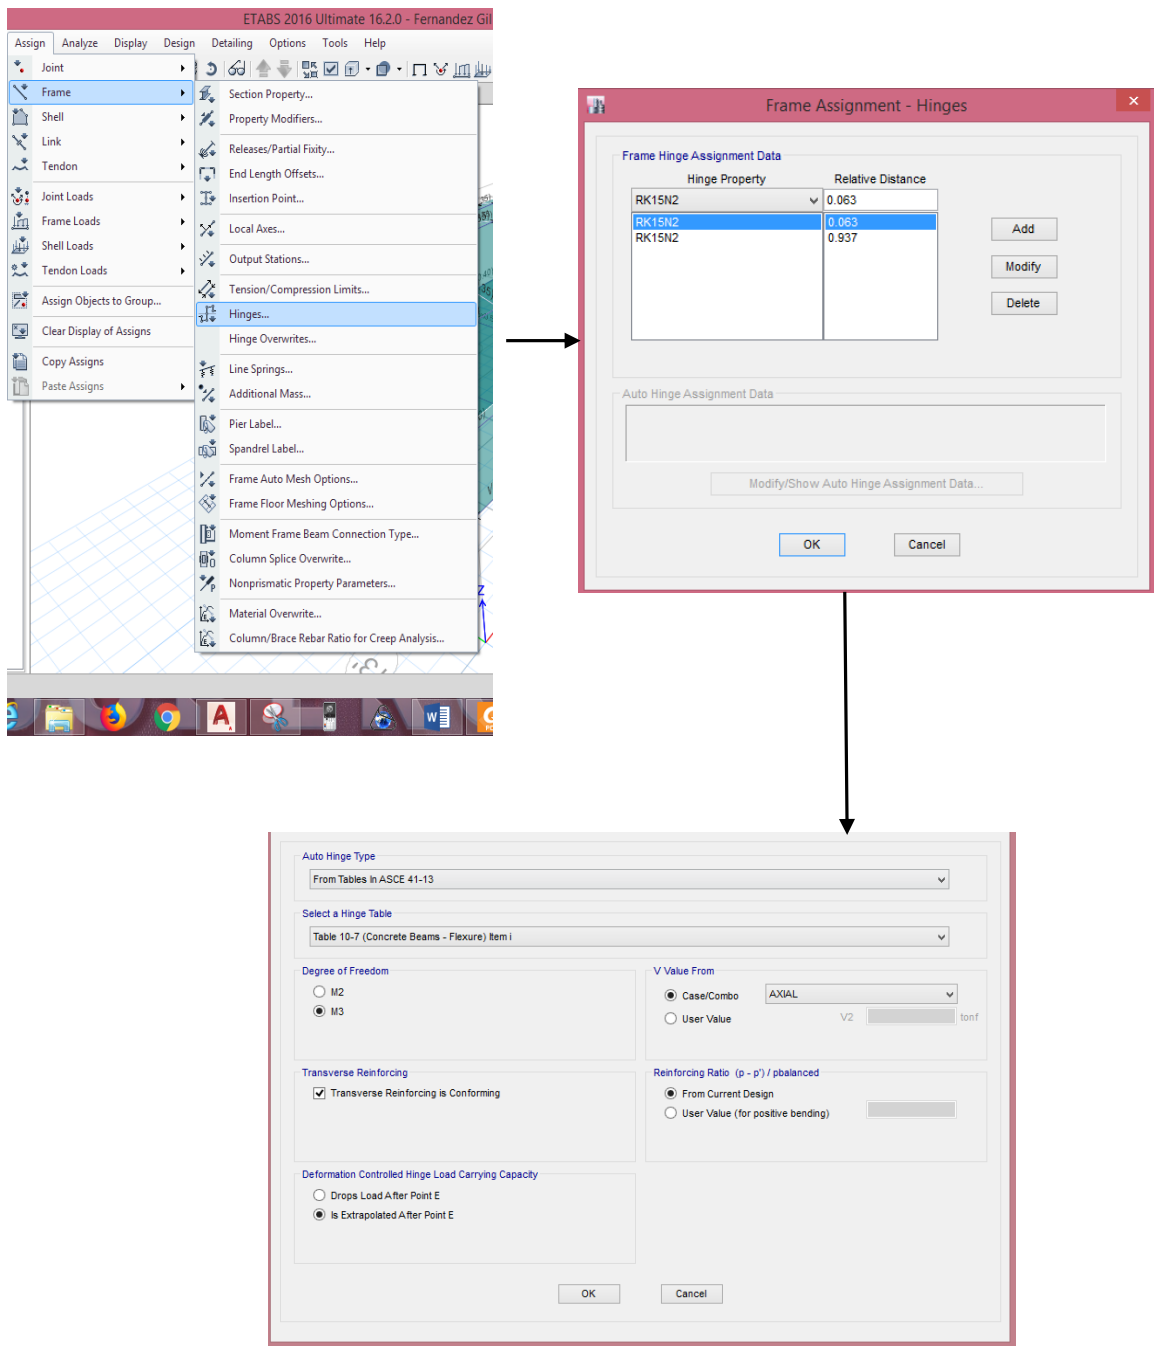 ETABS 2016 Ultimate 16.2.0 - Fernandez Gil
Assign Analyze Display Design Detailing Options Tools Help
Joint
Frame
Shell
Link
Tendon
Joint Loads
Frame Loads
Shell Loads
Tendon Loads
Assign Objects to Group...
Clear Display of Assigns
Copy Assigns
Paste Assigns
Section Property...
Property Modifiers...
Releases/Partial Fixity...
End Length Offsets...
Insertion Point...
Local Axes...
Output Stations...
Tension/Compression Limits...
Hinges...
Hinge Overwrites...
Line Springs...
Additional Mass...
Pier Label...
Spandrel Label...
Frame Auto Mesh Options...
Frame Floor Meshing Options...
Moment Frame Beam Connection Type...
Column Splice Overwrite...
Nonprismatic Property Parameters...
Material Overwrite...
Column/Brace Rebar Ratio for Creep Analysis...
Z
Frame Assignment - Hinges
Frame Hinge Assignment Data
Hinge Property Relative Distance
RK15N2 0.063
RK15N2 0.063
RK15N2 0.937
Add
Modify
Delete
Auto Hinge Assignment Data
Modify/Show Auto Hinge Assignment Data...
OK Cancel
Auto Hinge Type
From Tables In ASCE 41-13
Select a Hinge Table
Table 10-7 (Concrete Beams - Flexure) Item i
Degree of Freedom
M2
M3
V Value From
Case/Combo AXIAL
User Value V2 tonf
Transverse Reinforcing
Transverse Reinforcing is Conforming
Reinforcing Ratio (p - p') / pbalanced
From Current Design
User Value (for positive bending)
Deformation Controlled Hinge Load Carrying Capacity
Drops Load After Point E
Is Extrapolated After Point E
OK Cancel